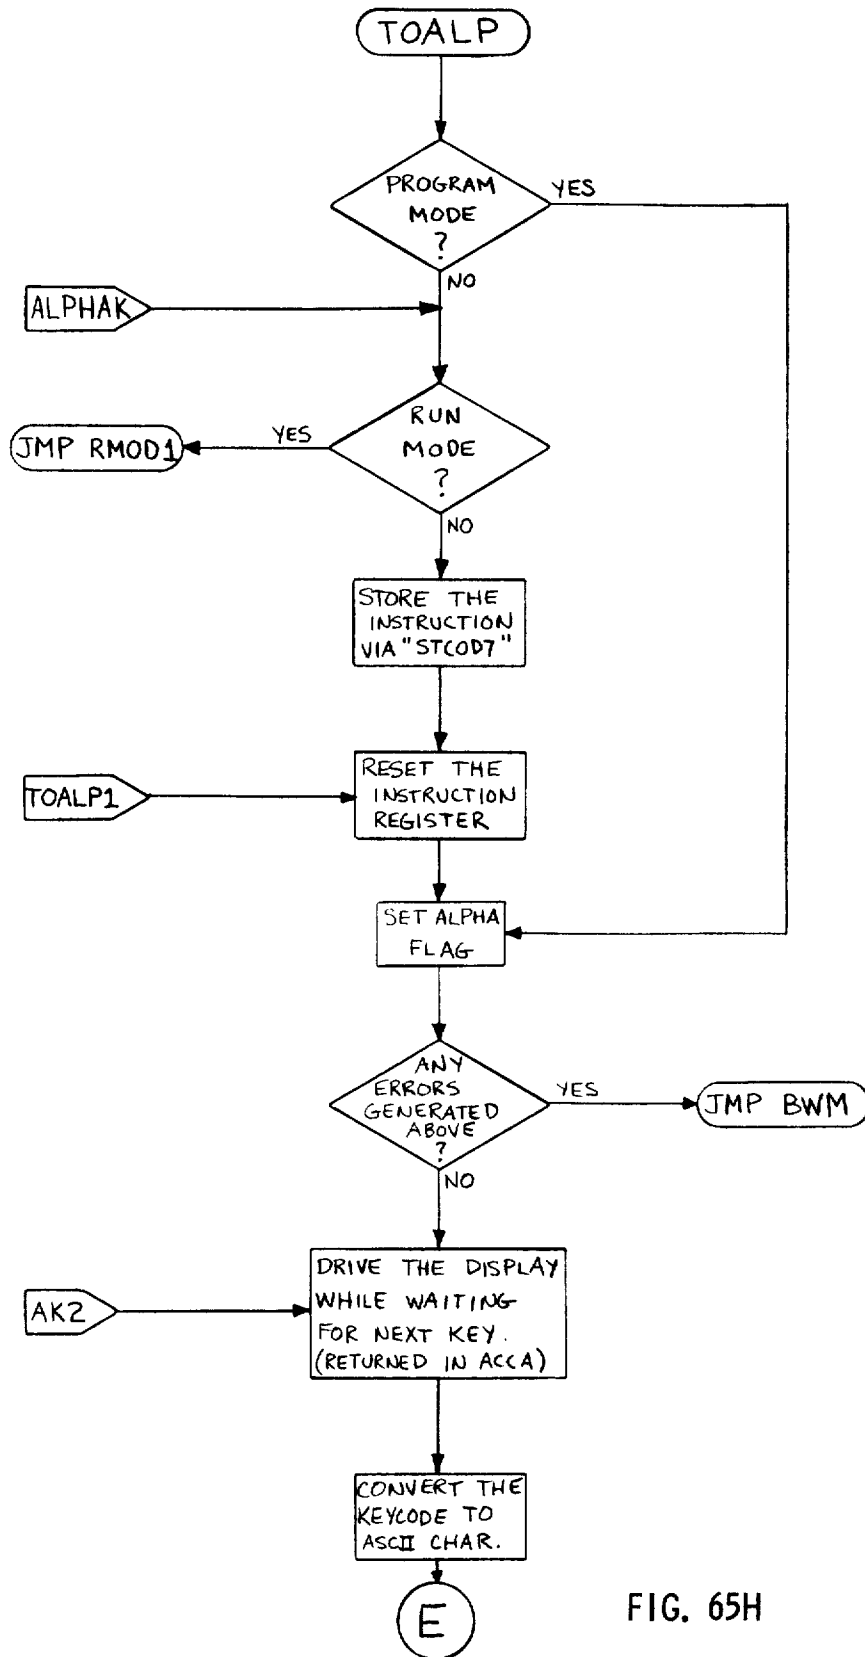 TOALP
PROGRAM
MODE
?
YES
NO
ALPHAK
RUN
MODE
?
YES
JMP RMOD1
NO
STORE THE
INSTRUCTION
VIA "STCOD7"
TOALP1
RESET THE
INSTRUCTION
REGISTER
SET ALPHA
FLAG
ANY
ERRORS
GENERATED
ABOVE
?
YES
JMP BWM
NO
AK2
DRIVE THE DISPLAY
WHILE WAITING
FOR NEXT KEY.
(RETURNED IN ACCA)
CONVERT THE
KEYCODE TO
ASCII CHAR.
E
FIG. 65H